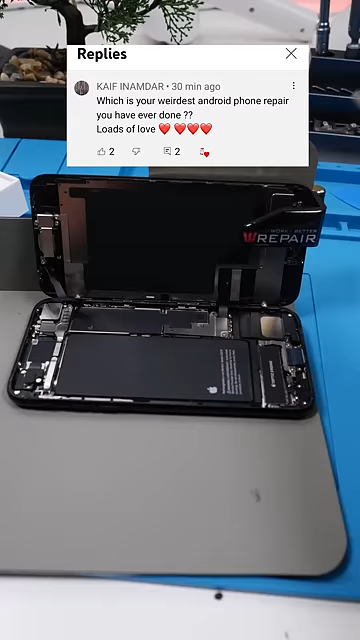 Replies
KAIF INAMDAR • 30 min ago
Which is your weirdest android phone repair
you have ever done ??
Loads of love ❤️ ❤️❤️❤️
2
2
WORK BETTER
REPAIR